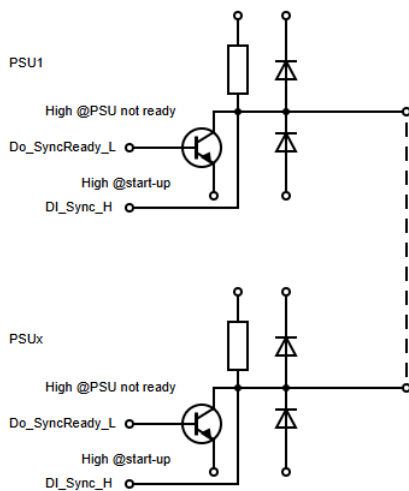 PSU1
High @PSU not ready
Do_SyncReady_L
High @start-up
DI_Sync_H
PSUx
High @PSU not ready
Do_SyncReady_L
High @start-up
DI_Sync_H